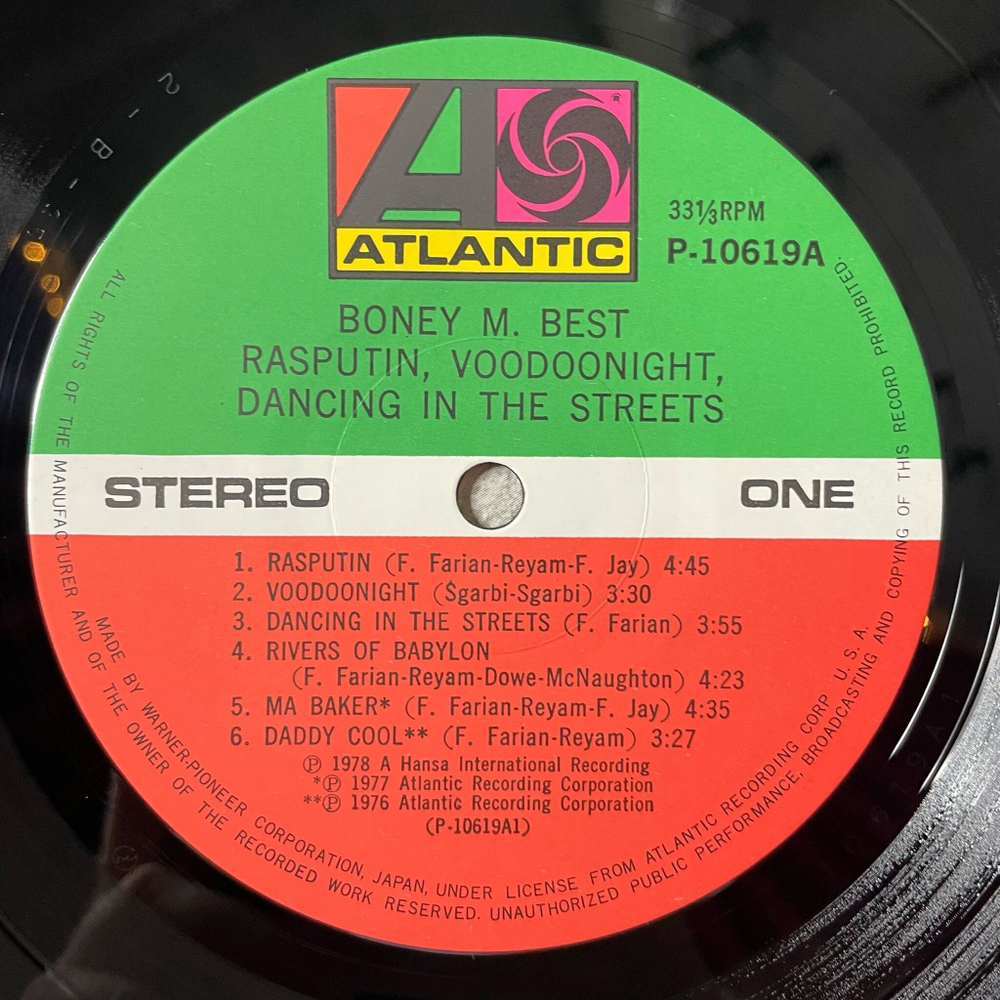 2-B-
A
ATLANTIC
®
33⅓RPM
P-10619A
BONEY M. BEST
RASPUTIN, VOODOONIGHT,
DANCING IN THE STREETS
STEREO
ONE
1. RASPUTIN (F. Farian-Reyam-F. Jay) 4:45
2. VOODOONIGHT ($garbi-Sgarbi) 3:30
3. DANCING IN THE STREETS (F. Farian) 3:55
4. RIVERS OF BABYLON
(F. Farian-Reyam-Dowe-McNaughton) 4:23
5. MA BAKER* (F. Farian-Reyam-F. Jay) 4:35
6. DADDY COOL** (F. Farian-Reyam) 3:27
Ⓟ 1978 A Hansa International Recording
*Ⓟ 1977 Atlantic Recording Corporation
**Ⓟ 1976 Atlantic Recording Corporation
(P-10619A1)
MADE BY WARNER-PIONEER CORPORATION, JAPAN, UNDER LICENSE FROM ATLANTIC RECORDING CORP. U. S. A.
ALL RIGHTS OF THE MANUFACTURER AND OF THE OWNER OF THE RECORDED WORK RESERVED. UNAUTHORIZED PUBLIC PERFORMANCE, BROADCASTING AND COPYING OF THIS RECORD PROHIBITED.